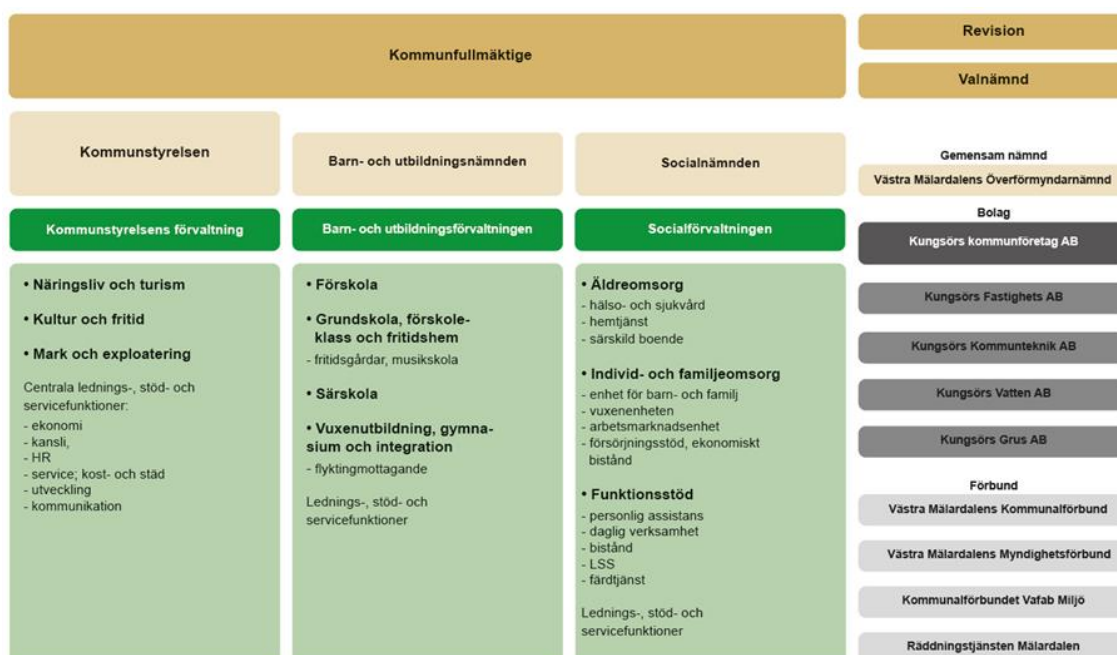 Kommunfullmäktige
Revision
Valnämnd
Kommunstyrelsen
Barn- och utbildningsnämnden
Socialnämnden
Gemensam nämnd
Västra Mälardalens Överförmyndarnämnd
Kommunstyrelsens förvaltning
• Näringsliv och turism
• Kultur och fritid
• Mark och exploatering
Centrala lednings-, stöd- och
servicefunktioner:
- ekonomi
- kansli,
- HR
- service; kost- och städ
- utveckling
- kommunikation
Barn- och utbildningsförvaltningen
• Förskola
• Grundskola, förskole-
klass och fritidshem
- fritidsgårdar, musikskola
• Särskola
• Vuxenutbildning, gymna-
sium och integration
- flyktingmottagande
Lednings-, stöd- och
servicefunktioner
Socialförvaltningen
• Äldreomsorg
- hälso- och sjukvård
- hemtjänst
- särskild boende
• Individ- och familjeomsorg
- enhet för barn- och familj
- vuxenenheten
- arbetsmarknadsenhet
- försörjningsstöd, ekonomiskt
bistånd
• Funktionsstöd
- personlig assistans
- daglig verksamhet
- bistånd
- LSS
- färdtjänst
Lednings-, stöd- och
servicefunktioner
Bolag
Kungsörs kommunföretag AB
Kungsörs Fastighets AB
Kungsörs Kommunteknik AB
Kungsörs Vatten AB
Kungsörs Grus AB
Förbund
Västra Mälardalens Kommunalförbund
Västra Mälardalens Myndighetsförbund
Kommunalförbundet Vafab Miljö
Räddningstjänsten Mälardalen